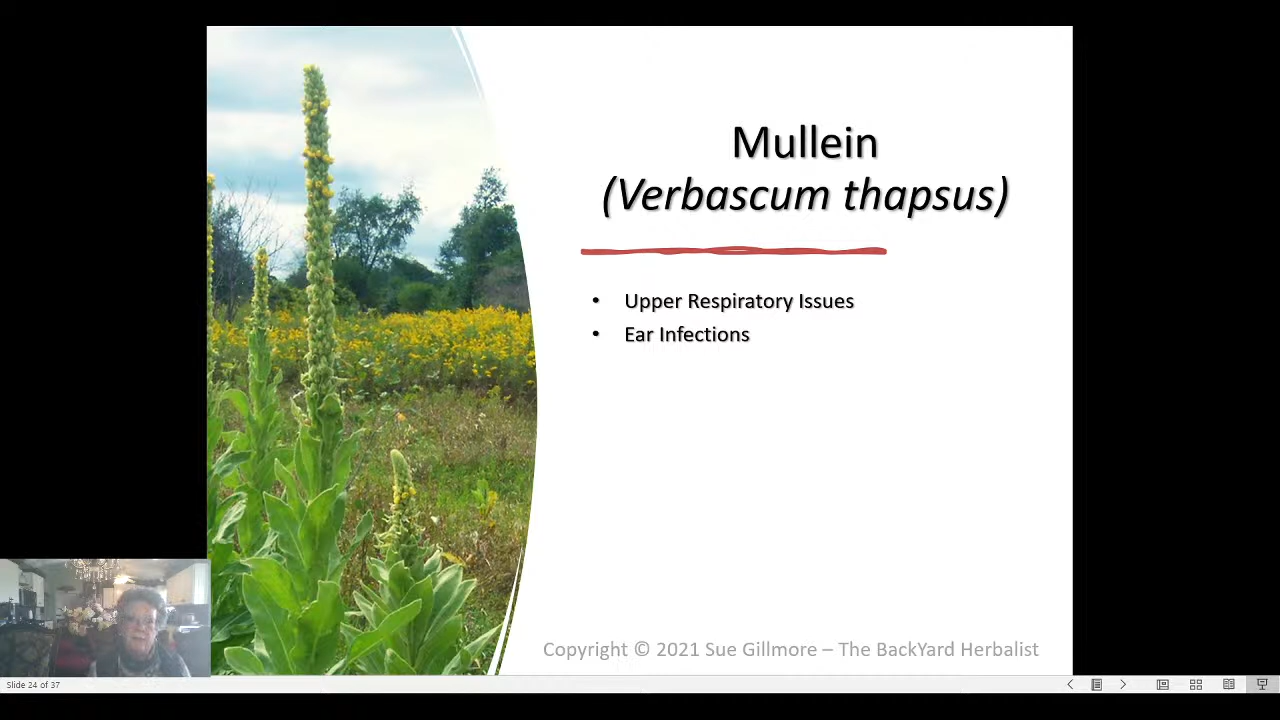 Mullein
(Verbascum thapsus)
• Upper Respiratory Issues
• Ear Infections
Copyright © 2021 Sue Gillmore – The BackYard Herbalist
Slide 24 of 37